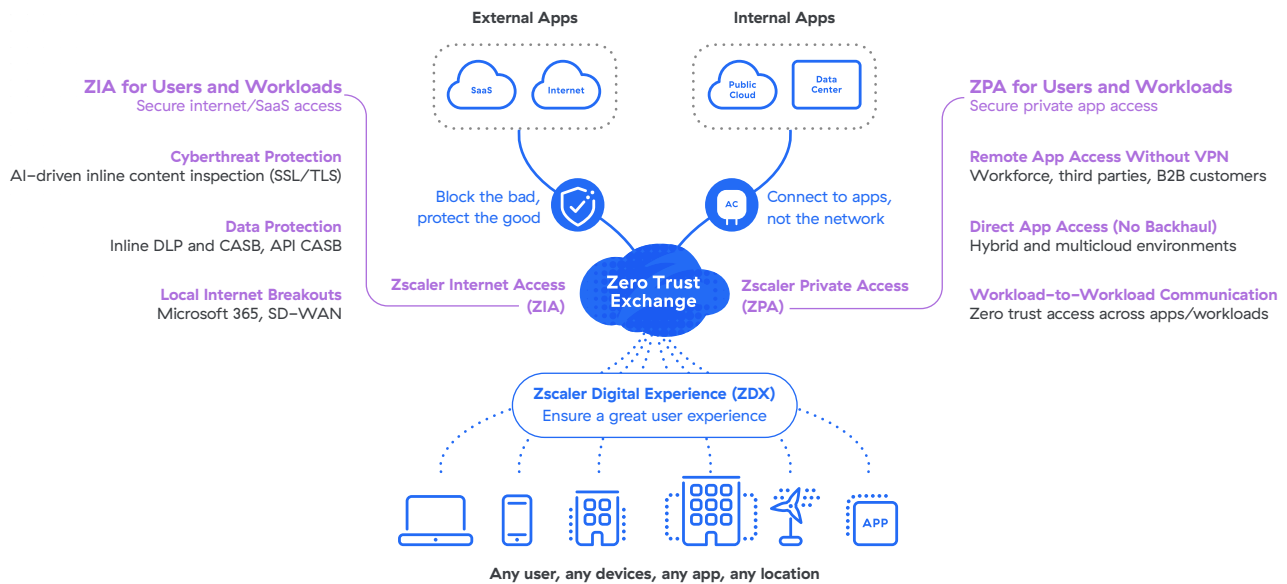 External Apps
Internal Apps
SaaS
Internet
Public
Cloud
Data
Center
ZIA for Users and Workloads
Secure internet/SaaS access
Cyberthreat Protection
AI-driven inline content inspection (SSL/TLS)
Data Protection
Inline DLP and CASB, API CASB
Local Internet Breakouts
Microsoft 365, SD-WAN
Block the bad,
protect the good
AC
Connect to apps,
not the network
Zscaler Internet Access
(ZIA)
Zero Trust
Exchange
Zscaler Private Access
(ZPA)
ZPA for Users and Workloads
Secure private app access
Remote App Access Without VPN
Workforce, third parties, B2B customers
Direct App Access (No Backhaul)
Hybrid and multicloud environments
Workload-to-Workload Communication
Zero trust access across apps/workloads
Zscaler Digital Experience (ZDX)
Ensure a great user experience
APP
Any user, any devices, any app, any location